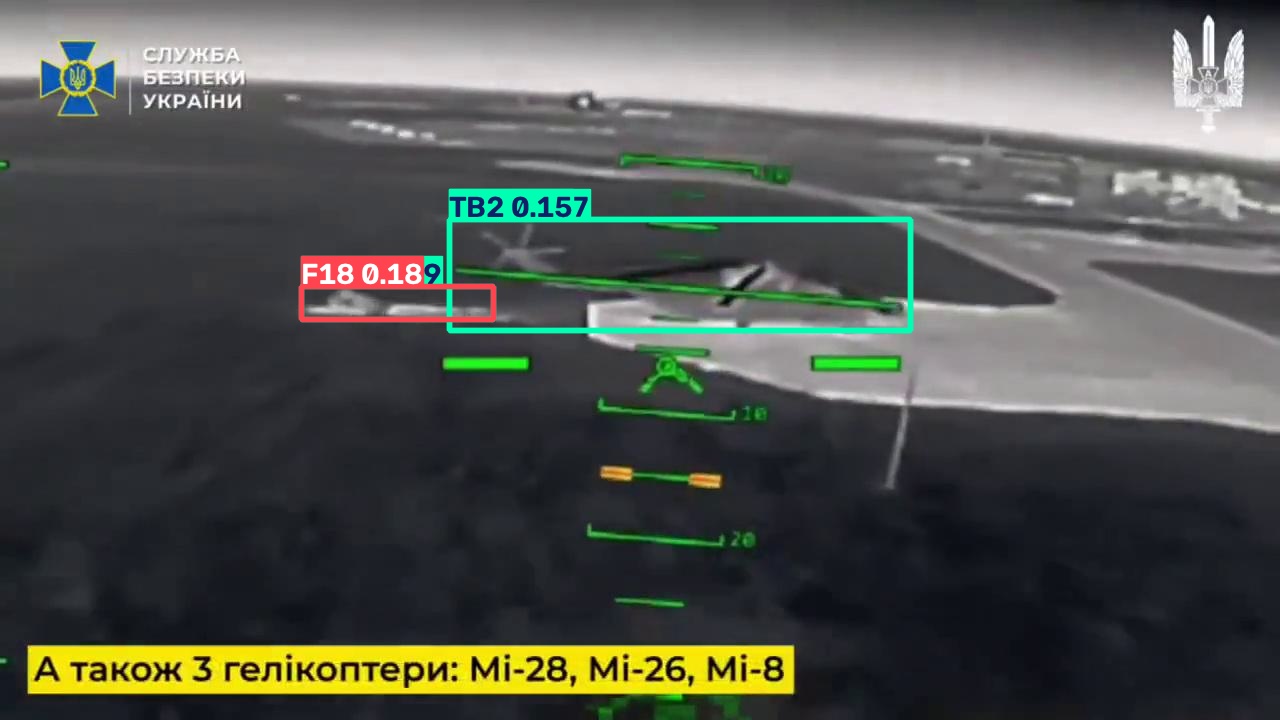 СЛУЖБА
БЕЗПЕКИ
УКРАЇНИ
TB2 0.157
F18 0.189
10
20
А також 3 гелікоптери: Мі-28, Мі-26, Мі-8